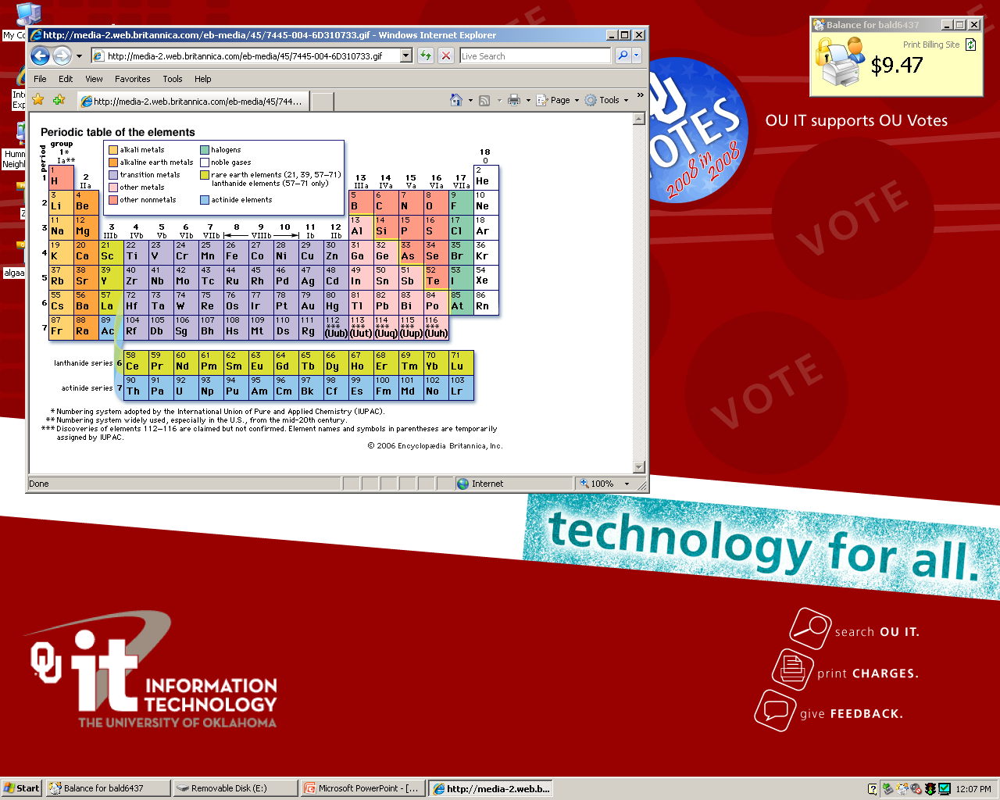 My Co
http://media-2.web.britannica.com/eb-media/45/7445-004-6D310733.gif - Windows Internet Explorer
http://media-2.web.britannica.com/eb-media/45/7445-004-6D310733.gif
Live Search
File Edit View Favorites Tools Help
http://media-2.web.britannica.com/eb-media/45/744...
Page Tools »
Periodic table of the elements
group
period
1* 18
Ia** 0
alkali metals
alkaline earth metals
transition metals
other metals
other nonmetals
halogens
noble gases
rare earth elements (21, 39, 57–71)
lanthanide elements (57–71 only)
actinide elements
1 1 H 2 He
2 13 14 15 16 17
IIa IIIa IVa Va VIa VIIa
2 3 Li 4 Be 5 B 6 C 7 N 8 O 9 F 10 Ne
3 11 Na 12 Mg 13 Al 14 Si 15 P 16 S 17 Cl 18 Ar
3 4 5 6 7 8 9 10 11 12
IIIb IVb Vb VIb VIIb VIIIb Ib IIb
4 19 K 20 Ca 21 Sc 22 Ti 23 V 24 Cr 25 Mn 26 Fe 27 Co 28 Ni 29 Cu 30 Zn 31 Ga 32 Ge 33 As 34 Se 35 Br 36 Kr
5 37 Rb 38 Sr 39 Y 40 Zr 41 Nb 42 Mo 43 Tc 44 Ru 45 Rh 46 Pd 47 Ag 48 Cd 49 In 50 Sn 51 Sb 52 Te 53 I 54 Xe
6 55 Cs 56 Ba 57 La 72 Hf 73 Ta 74 W 75 Re 76 Os 77 Ir 78 Pt 79 Au 80 Hg 81 Tl 82 Pb 83 Bi 84 Po 85 At 86 Rn
7 87 Fr 88 Ra 89 Ac 104 Rf 105 Db 106 Sg 107 Bh 108 Hs 109 Mt 110 Ds 111 Rg 112 *** (Uub) 113 *** (Uut) 114 *** (Uuq) 115 *** (Uup) 116 *** (Uuh)
lanthanide series 6 58 Ce 59 Pr 60 Nd 61 Pm 62 Sm 63 Eu 64 Gd 65 Tb 66 Dy 67 Ho 68 Er 69 Tm 70 Yb 71 Lu
actinide series 7 90 Th 91 Pa 92 U 93 Np 94 Pu 95 Am 96 Cm 97 Bk 98 Cf 99 Es 100 Fm 101 Md 102 No 103 Lr
* Numbering system adopted by the International Union of Pure and Applied Chemistry (IUPAC).
** Numbering system widely used, especially in the U.S., from the mid-20th century.
*** Discoveries of elements 112–116 are claimed but not confirmed. Element names and symbols in parentheses are temporarily
assigned by IUPAC.
© 2006 Encyclopædia Britannica, Inc.
Done Internet 100%
Int
Exp
Humm
Neighb
Z
algaa
Balance for bald6437
Print Billing Site
$9.47
OU
VOTES
2008 in 2008
OU IT supports OU Votes
VOTE
VOTE
VOTE
technology for all.
search OU IT.
print CHARGES.
give FEEDBACK.
OU it
INFORMATION
TECHNOLOGY
THE UNIVERSITY OF OKLAHOMA
Start Balance for bald6437 Removable Disk (E:) Microsoft PowerPoint - [... http://media-2.web.b... 12:07 PM